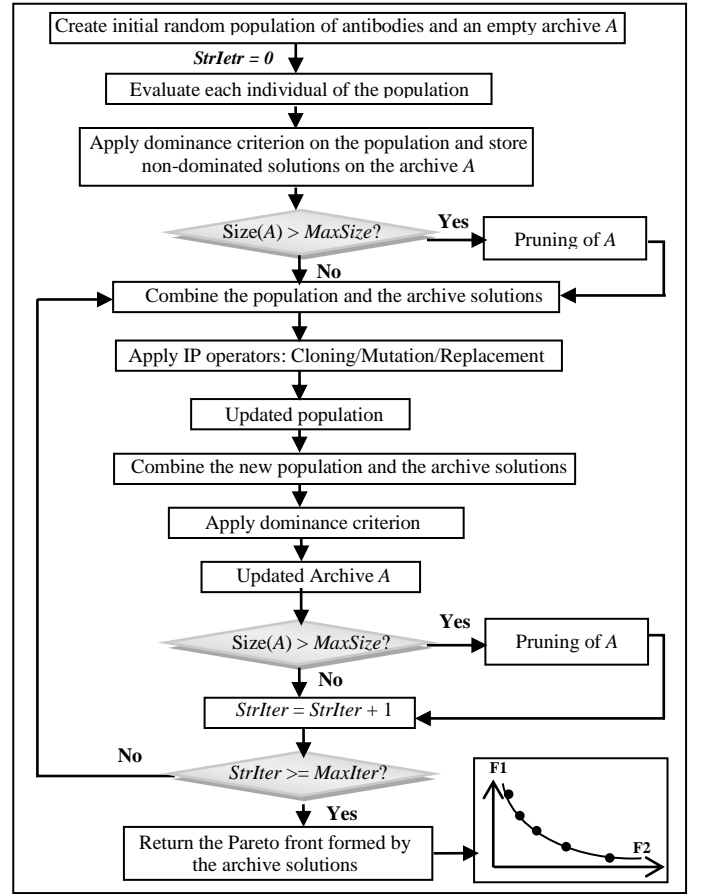 Create initial random population of antibodies and an empty archive A
StrIetr = 0
Evaluate each individual of the population
Apply dominance criterion on the population and store
non-dominated solutions on the archive A
Size(A) > MaxSize?
Yes
Pruning of A
No
Combine the population and the archive solutions
Apply IP operators: Cloning/Mutation/Replacement
Updated population
Combine the new population and the archive solutions
Apply dominance criterion
Updated Archive A
Size(A) > MaxSize?
Yes
Pruning of A
No
StrIter = StrIter + 1
No
StrIter >= MaxIter?
Yes
Return the Pareto front formed by
the archive solutions
F1
F2